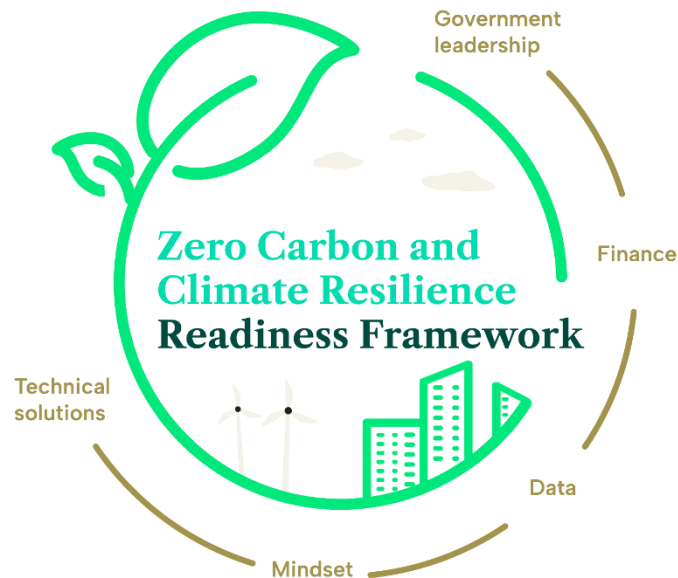 Government
leadership
Zero Carbon and
Climate Resilience
Readiness Framework
Finance
Technical
solutions
Data
Mindset